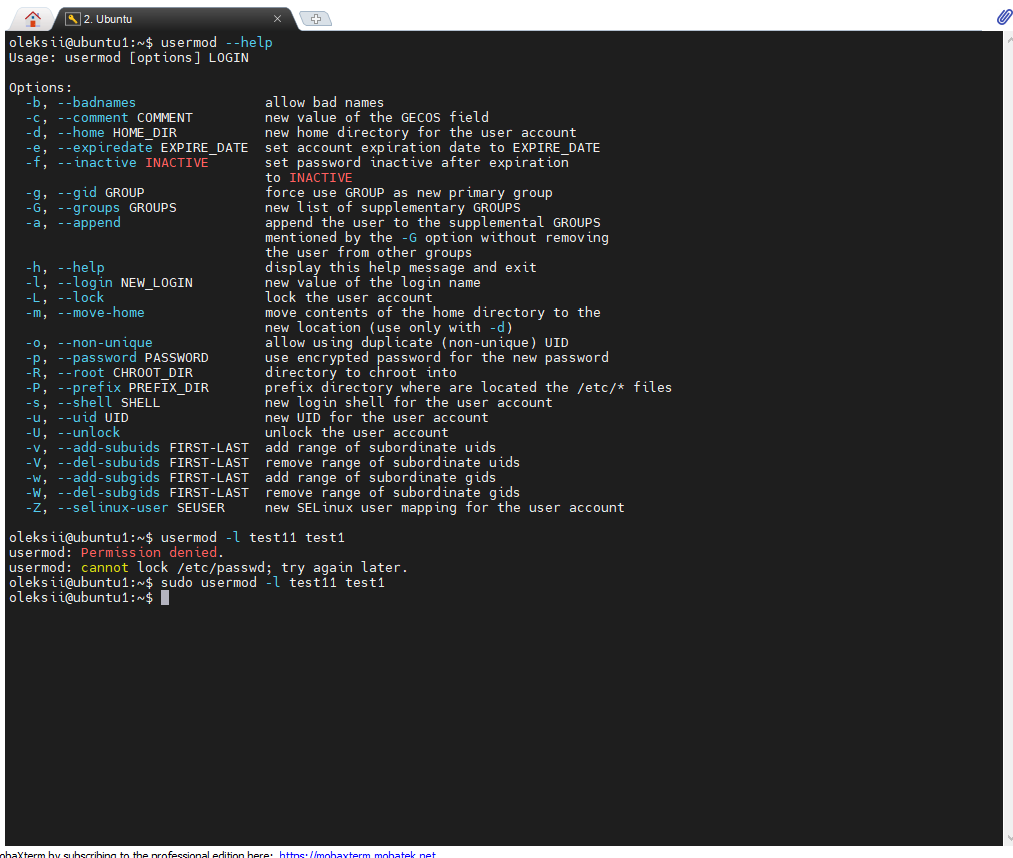 2. Ubuntu
oleksii@ubuntu1:~$ usermod --help
Usage: usermod [options] LOGIN
Options:
-b, --badnames allow bad names
-c, --comment COMMENT new value of the GECOS field
-d, --home HOME_DIR new home directory for the user account
-e, --expiredate EXPIRE_DATE set account expiration date to EXPIRE_DATE
-f, --inactive INACTIVE set password inactive after expiration
to INACTIVE
-g, --gid GROUP force use GROUP as new primary group
-G, --groups GROUPS new list of supplementary GROUPS
-a, --append append the user to the supplemental GROUPS
mentioned by the -G option without removing
the user from other groups
-h, --help display this help message and exit
-l, --login NEW_LOGIN new value of the login name
-L, --lock lock the user account
-m, --move-home move contents of the home directory to the
new location (use only with -d)
-o, --non-unique allow using duplicate (non-unique) UID
-p, --password PASSWORD use encrypted password for the new password
-R, --root CHROOT_DIR directory to chroot into
-P, --prefix PREFIX_DIR prefix directory where are located the /etc/* files
-s, --shell SHELL new login shell for the user account
-u, --uid UID new UID for the user account
-U, --unlock unlock the user account
-v, --add-subuids FIRST-LAST add range of subordinate uids
-V, --del-subuids FIRST-LAST remove range of subordinate uids
-w, --add-subgids FIRST-LAST add range of subordinate gids
-W, --del-subgids FIRST-LAST remove range of subordinate gids
-Z, --selinux-user SEUSER new SELinux user mapping for the user account
oleksii@ubuntu1:~$ usermod -l test11 test1
usermod: Permission denied.
usermod: cannot lock /etc/passwd; try again later.
oleksii@ubuntu1:~$ sudo usermod -l test11 test1
oleksii@ubuntu1:~$
obaXterm by subscribing to the professional edition here: https://mobaxterm.mobatek.net